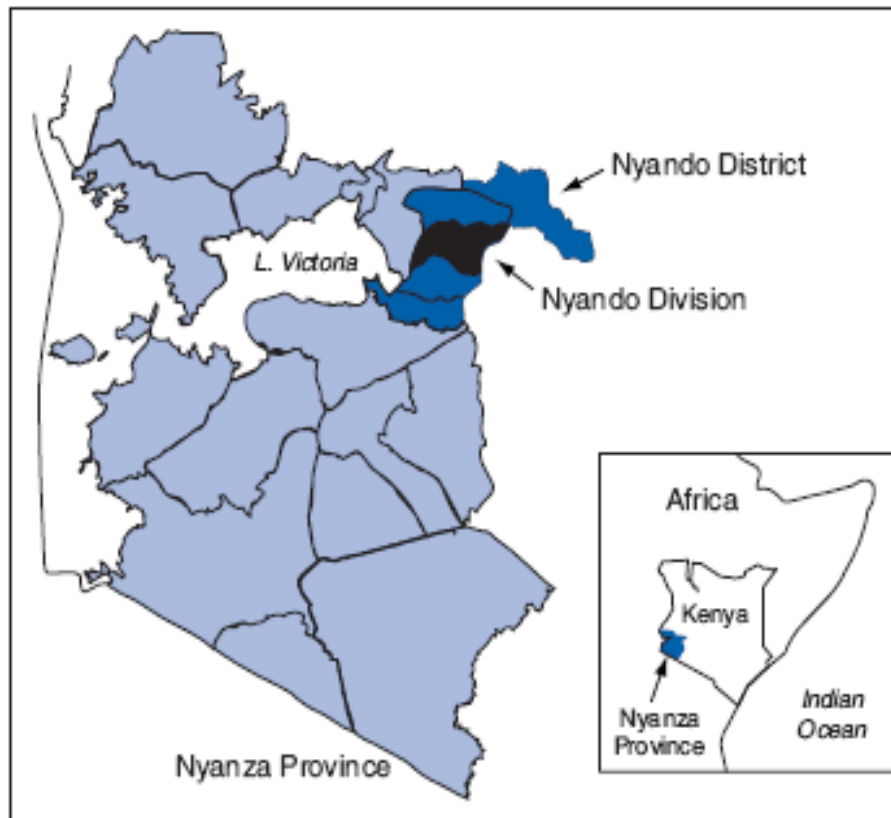 Nyando District
L. Victoria
Nyando Division
Africa
Kenya
Nyanza
Province
Indian
Ocean
Nyanza Province